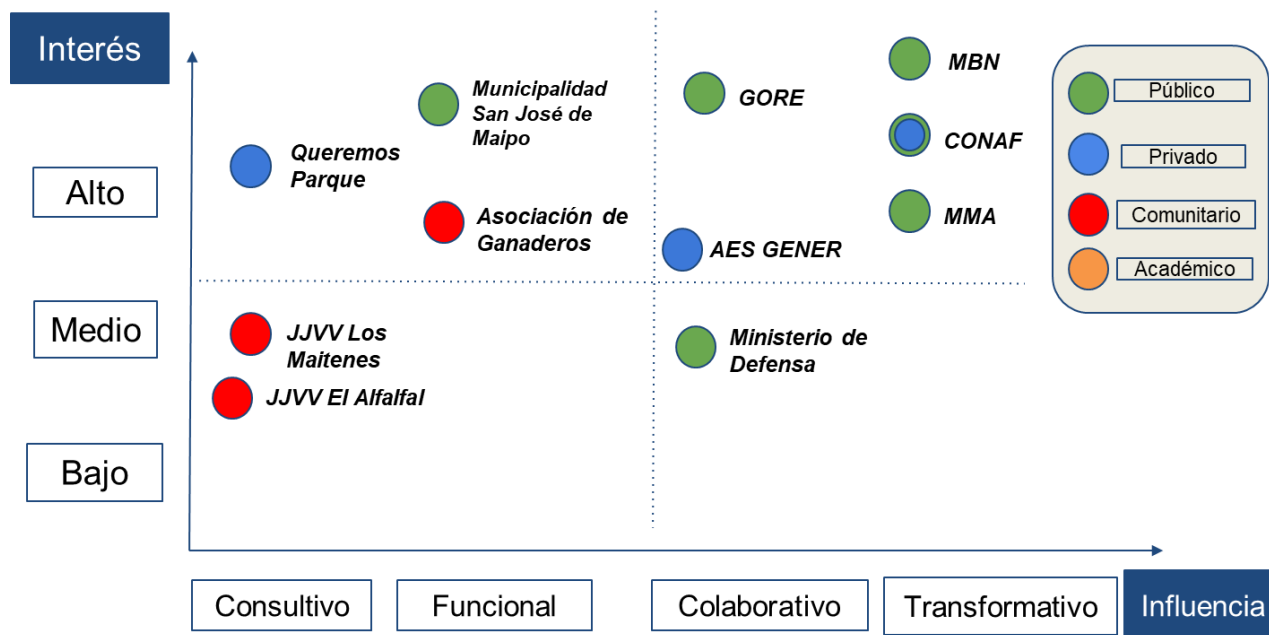 Interés
Municipalidad
San José de
Maipo
GORE
MBN
Público
Queremos
Parque
CONAF
Privado
Alto
Asociación de
Ganaderos
MMA
Comunitario
AES GENER
Académico
Medio
JJVV Los
Maitenes
Ministerio de
Defensa
JJVV El Alfalfal
Bajo
Consultivo
Funcional
Colaborativo
Transformativo
Influencia